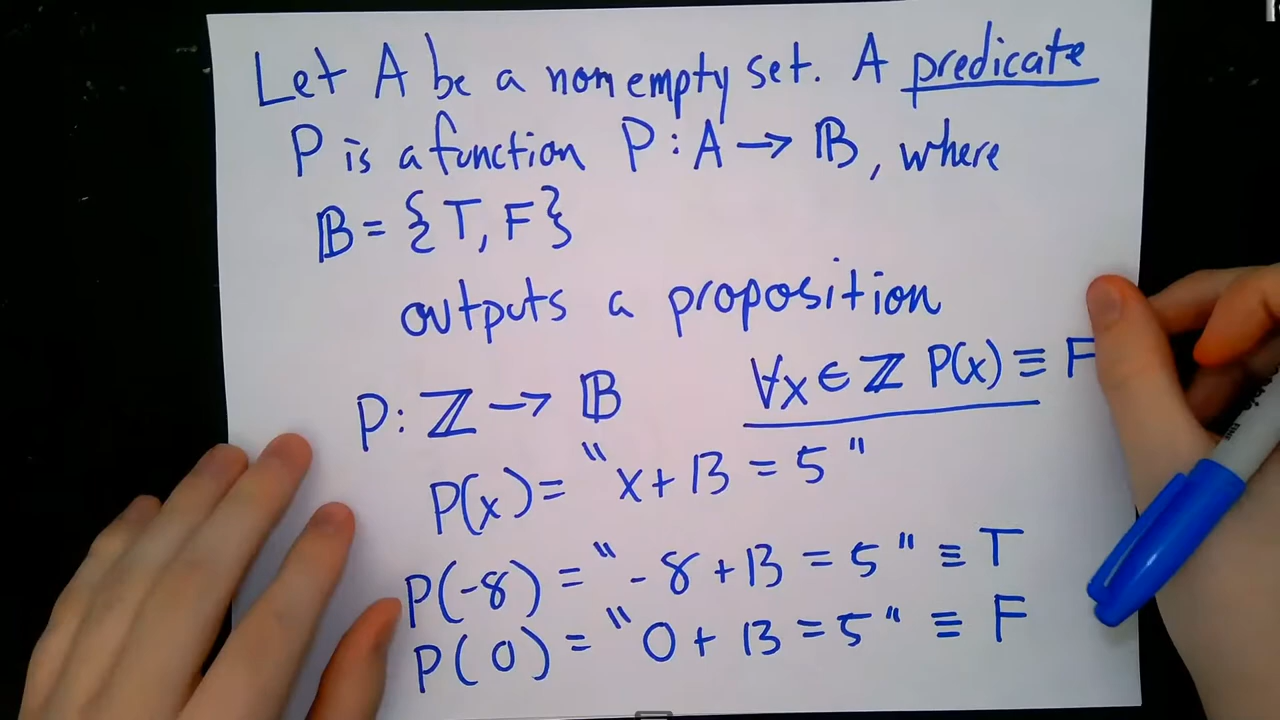 Let A be a nonempty set. A predicate
P is a function P : A → 𝔹, where
𝔹 = {T, F}
outputs a proposition
∀x ∈ ℤ P(x) ≡ F
P: ℤ → 𝔹
P(x) = "x + 13 = 5"
P(-8) = "-8 + 13 = 5" ≡ T
P(0) = "0 + 13 = 5" ≡ F